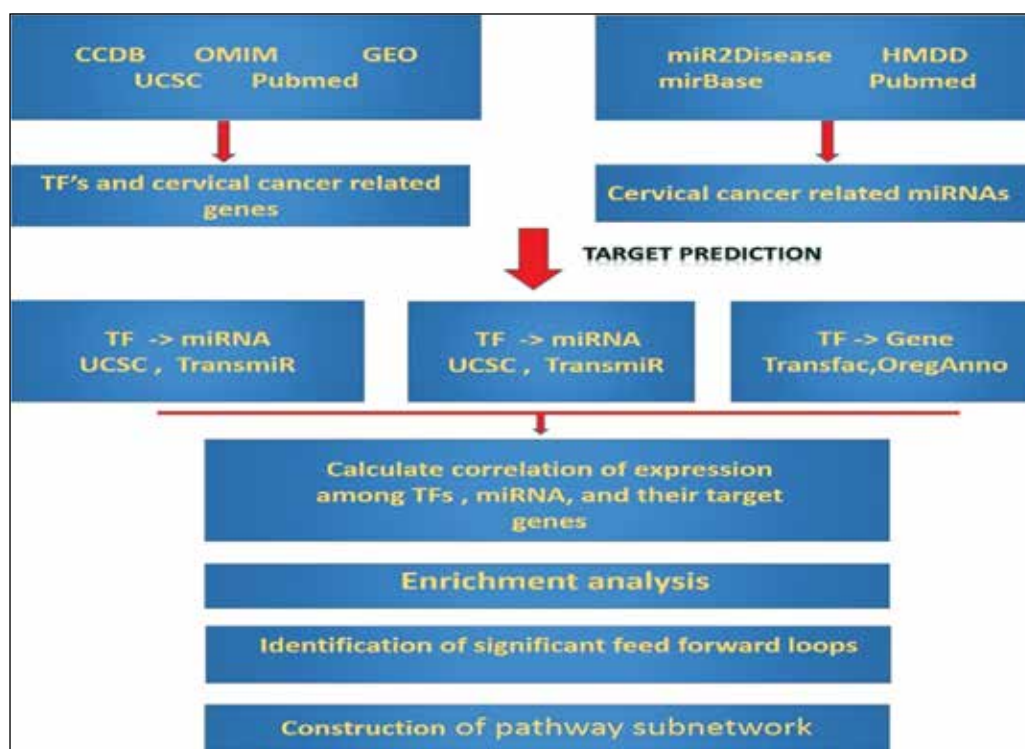 CCDB OMIM GEO
UCSC Pubmed
miR2Disease HMDD
mirBase Pubmed
TF's and cervical cancer related
genes
Cervical cancer related miRNAs
TARGET PREDICTION
TF -> miRNA
UCSC , TransmiR
TF -> miRNA
UCSC , TransmiR
TF -> Gene
Transfac,OregAnno
Calculate correlation of expression
among TFs , miRNA, and their target
genes
Enrichment analysis
Identification of significant feed forward loops
Construction of pathway subnetwork